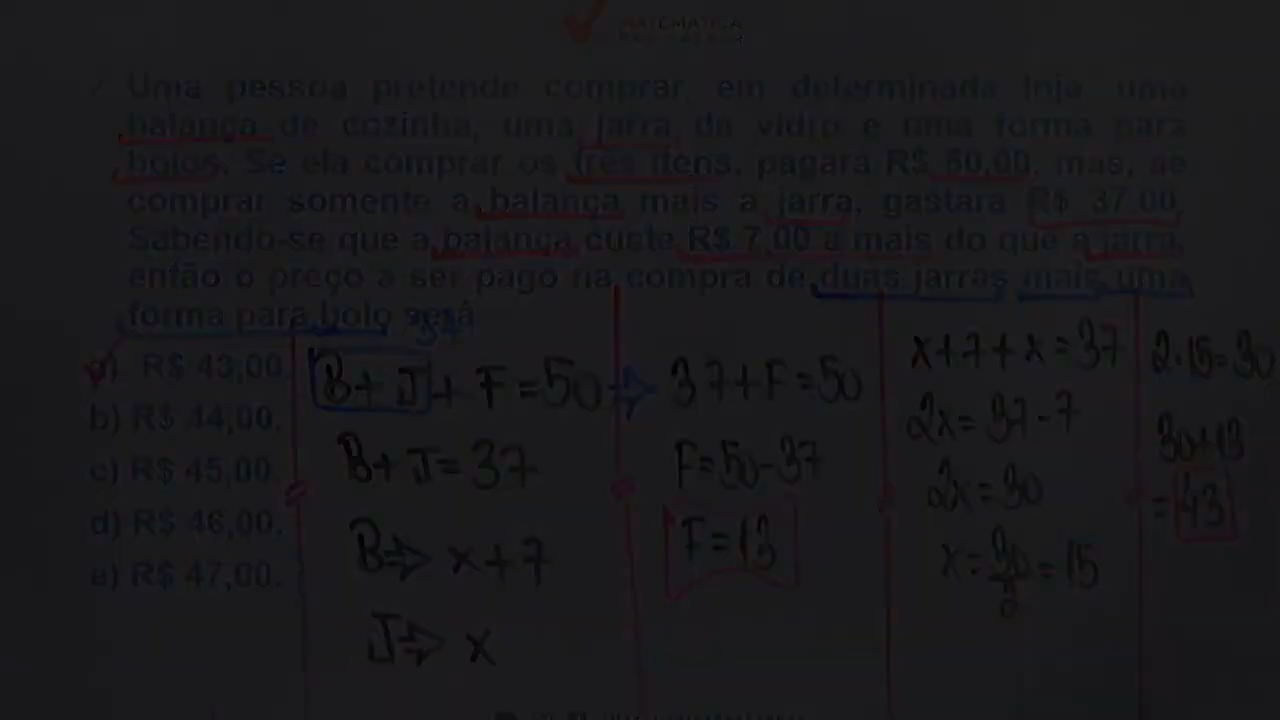 MATEMÁTICA
✓ Uma pessoa pretende comprar, em determinada loja, uma
balança de cozinha, uma jarra de vidro e uma forma para
bolos. Se ela comprar os três itens, pagará R$ 50,00, mas, se
comprar somente a balança mais a jarra, gastará R$ 37,00.
Sabendo-se que a balança custa R$ 7,00 a mais do que a jarra,
então o preço a ser pago na compra de duas jarras mais uma
forma para bolo será
37
a) R$ 43,00.
b) R$ 44,00.
c) R$ 45,00.
d) R$ 46,00.
e) R$ 47,00.
B+J+F=50 ⇒
B+J=37
B⇒ x+7
J⇒ x
37+F=50
F=50-37
F=13
x+7+x=37
2x=37-7
2x=30
x=30=15
2.15=30
30+13
=43